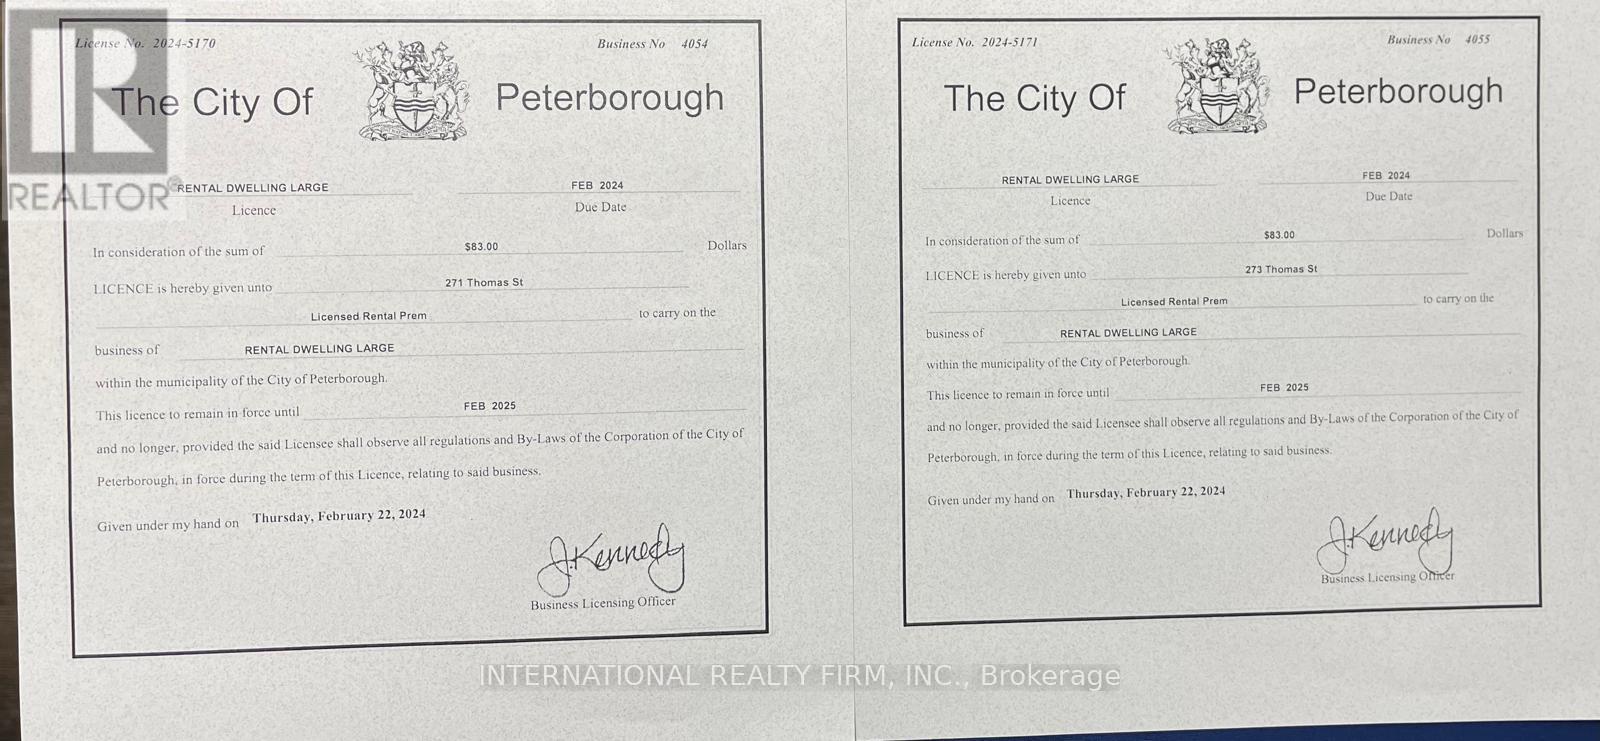 License No. 2024-5170
Business No 4054
The City Of Peterborough
RENTAL DWELLING LARGE FEB 2024
Licence Due Date
In consideration of the sum of $83.00 Dollars
LICENCE is hereby given unto 271 Thomas St
Licensed Rental Prem to carry on the
business of RENTAL DWELLING LARGE
within the municipality of the City of Peterborough.
This licence to remain in force until FEB 2025
and no longer, provided the said Licensee shall observe all regulations and By-Laws of the Corporation of the City of
Peterborough, in force during the term of this Licence, relating to said business.
Given under my hand on Thursday, February 22, 2024
J.Kennedy
Business Licensing Officer
License No. 2024-5171
Business No 4055
The City Of Peterborough
RENTAL DWELLING LARGE FEB 2024
Licence Due Date
In consideration of the sum of $83.00 Dollars
LICENCE is hereby given unto 273 Thomas St
Licensed Rental Prem to carry on the
business of RENTAL DWELLING LARGE
within the municipality of the City of Peterborough.
This licence to remain in force until FEB 2025
and no longer, provided the said Licensee shall observe all regulations and By-Laws of the Corporation of the City of
Peterborough, in force during the term of this Licence, relating to said business.
Given under my hand on Thursday, February 22, 2024
J.Kennedy
Business Licensing Officer
R
REALTOR®
INTERNATIONAL REALTY FIRM, INC., Brokerage